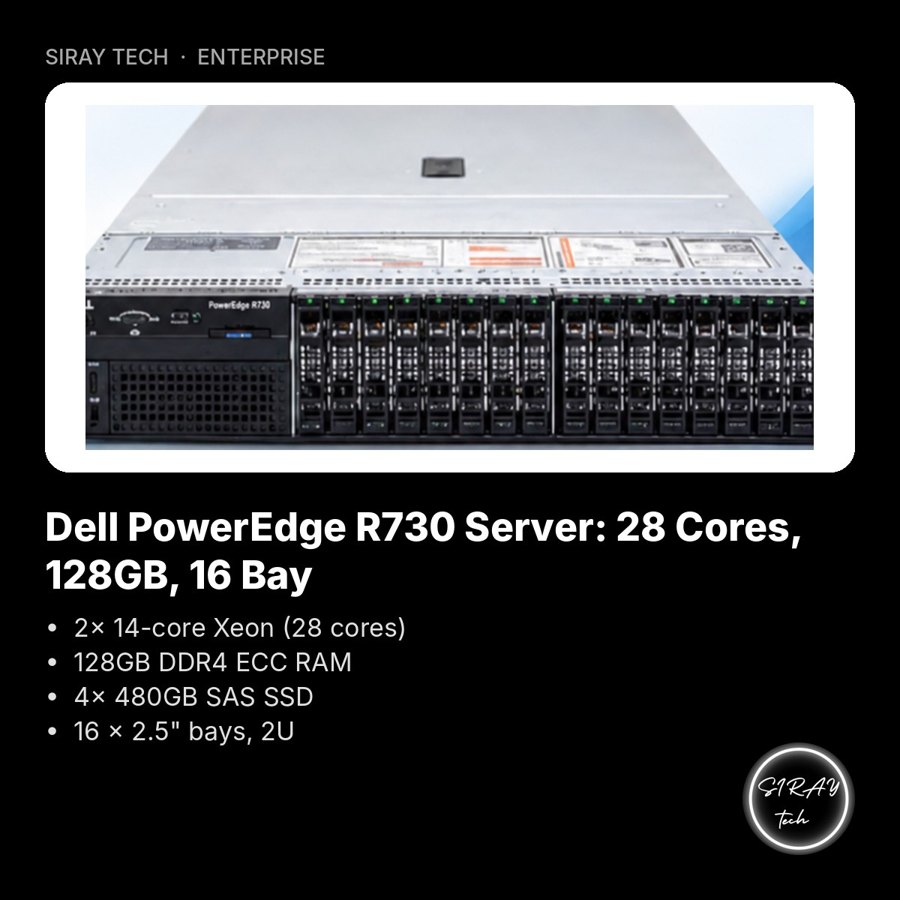 SIRAY TECH · ENTERPRISE
PowerEdge R730
Dell PowerEdge R730 Server: 28 Cores,
128GB, 16 Bay
• 2× 14-core Xeon (28 cores)
• 128GB DDR4 ECC RAM
• 4× 480GB SAS SSD
• 16 × 2.5" bays, 2U
SIRAY
tech